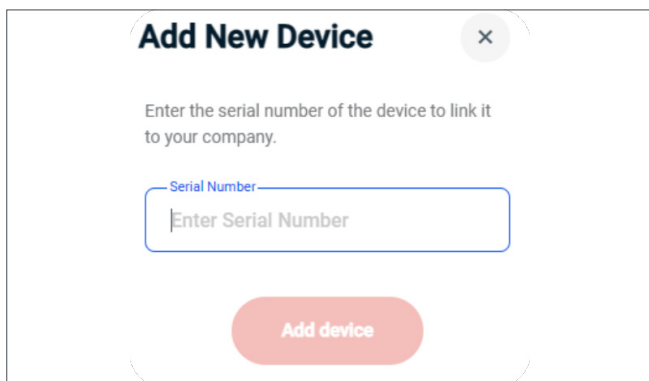 Add New Device
Enter the serial number of the device to link it
to your company.
Serial Number
Enter Serial Number
Add device